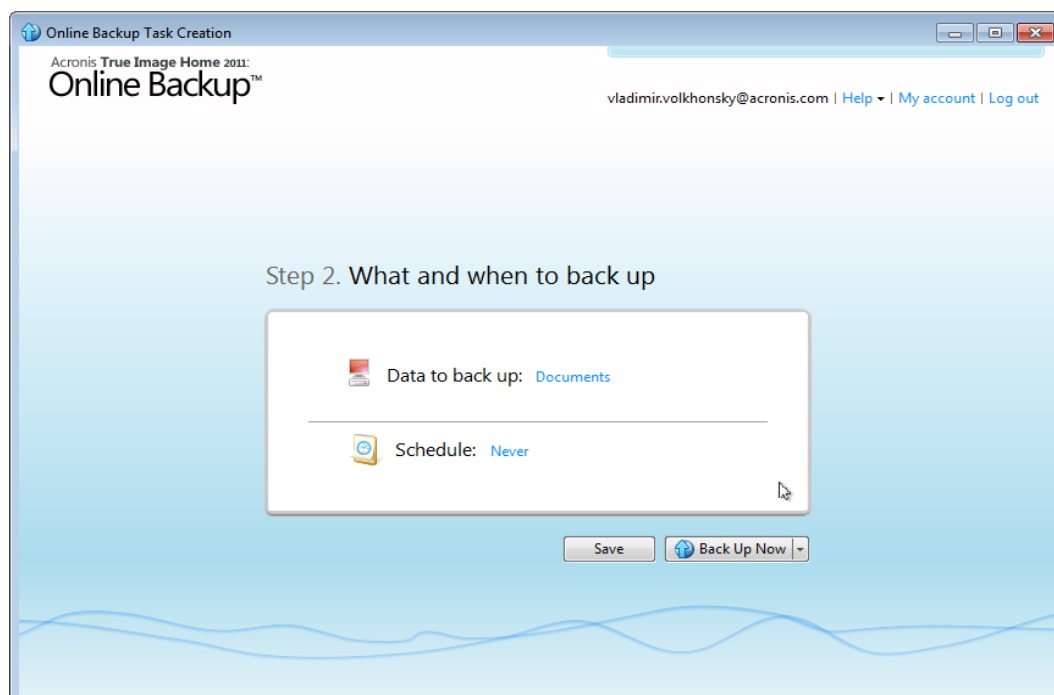 Online Backup Task Creation
Acronis True Image Home 2011:
Online Backup™
vladimir.volkhonsky@acronis.com | Help | My account | Log out
Step 2. What and when to back up
Data to back up: Documents
Schedule: Never
Save
Back Up Now